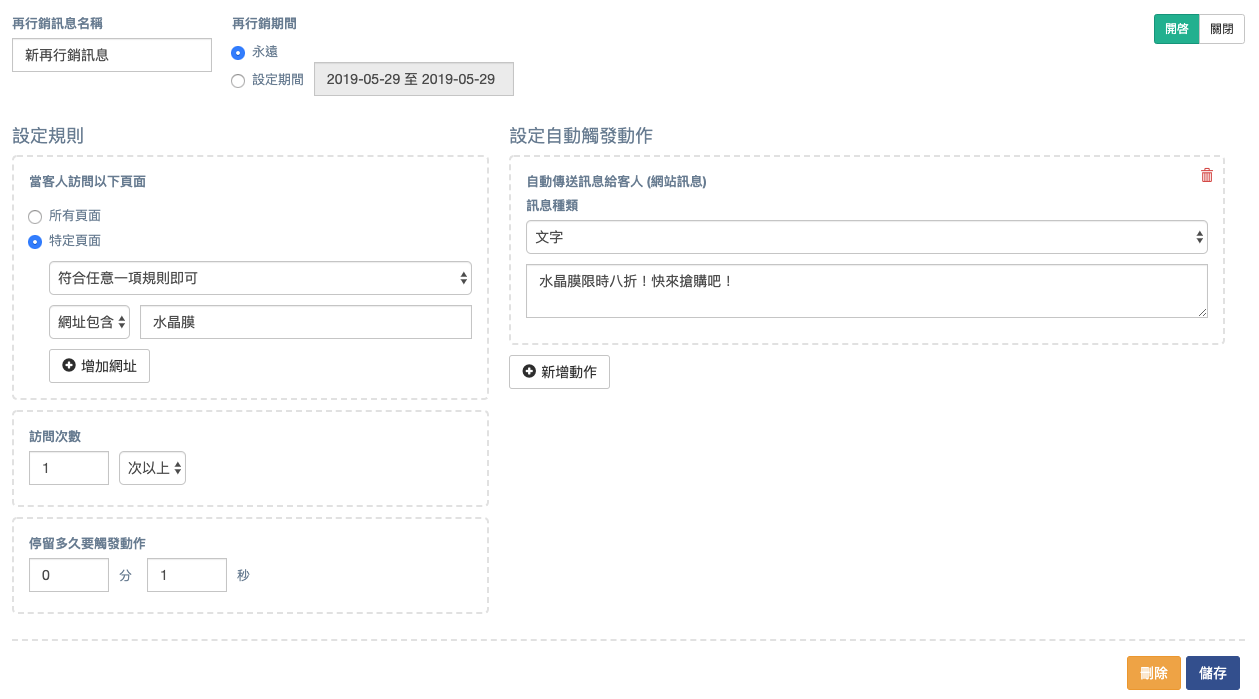 再行銷訊息名稱
新再行銷訊息
再行銷期間
永遠
設定期間 2019-05-29 至 2019-05-29
開啓 關閉
設定規則
當客人訪問以下頁面
所有頁面
特定頁面
符合任意一項規則即可
網址包含 水晶膜
增加網址
訪問次數
1 次以上
停留多久要觸發動作
0 分 1 秒
設定自動觸發動作
自動傳送訊息給客人 (網站訊息)
訊息種類
文字
水晶膜限時八折！快來搶購吧！
新增動作
刪除 儲存